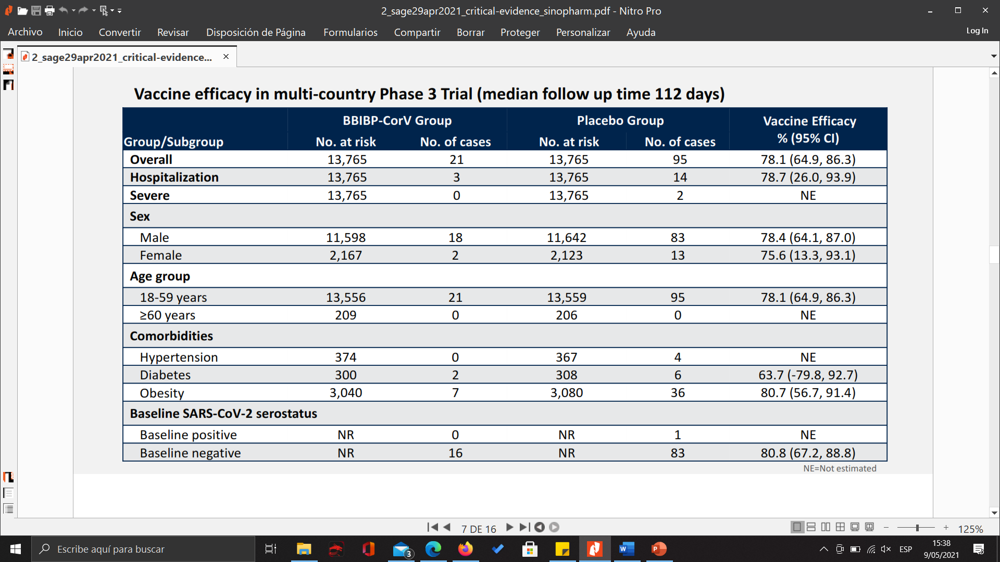 2_sage29apr2021_critical-evidence_sinopharm.pdf - Nitro Pro
Archivo Inicio Convertir Revisar Disposición de Página Formularios Compartir Borrar Proteger Personalizar Ayuda Log In
2_sage29apr2021_critical-evidence...
Vaccine efficacy in multi-country Phase 3 Trial (median follow up time 112 days)
BBIBP-CorV Group Placebo Group Vaccine Efficacy
% (95% CI)
Group/Subgroup No. at risk No. of cases No. at risk No. of cases
Overall 13,765 21 13,765 95 78.1 (64.9, 86.3)
Hospitalization 13,765 3 13,765 14 78.7 (26.0, 93.9)
Severe 13,765 0 13,765 2 NE
Sex
Male 11,598 18 11,642 83 78.4 (64.1, 87.0)
Female 2,167 2 2,123 13 75.6 (13.3, 93.1)
Age group
18-59 years 13,556 21 13,559 95 78.1 (64.9, 86.3)
≥60 years 209 0 206 0 NE
Comorbidities
Hypertension 374 0 367 4 NE
Diabetes 300 2 308 6 63.7 (-79.8, 92.7)
Obesity 3,040 7 3,080 36 80.7 (56.7, 91.4)
Baseline SARS-CoV-2 serostatus
Baseline positive NR 0 NR 1 NE
Baseline negative NR 16 NR 83 80.8 (67.2, 88.8)
NE=Not estimated
7 DE 16 125%
Escribe aquí para buscar 3 ESP 15:38
9/05/2021